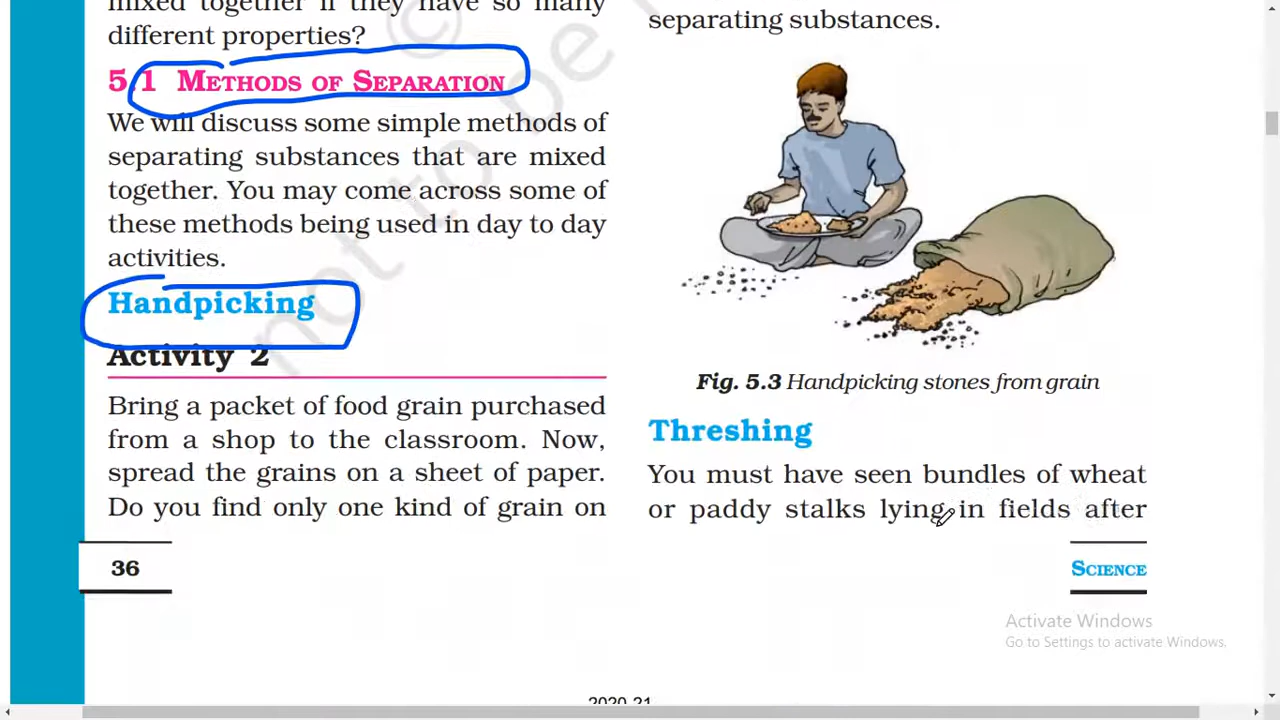 mixed together if they have so many
different properties?
5.1 METHODS OF SEPARATION
We will discuss some simple methods of
separating substances that are mixed
together. You may come across some of
these methods being used in day to day
activities.
Handpicking
Activity 2
Bring a packet of food grain purchased
from a shop to the classroom. Now,
spread the grains on a sheet of paper.
Do you find only one kind of grain on
36
separating substances.
Fig. 5.3 Handpicking stones from grain
Threshing
You must have seen bundles of wheat
or paddy stalks lying in fields after
SCIENCE
©
not to be
Activate Windows
Go to Settings to activate Windows.
2020-21